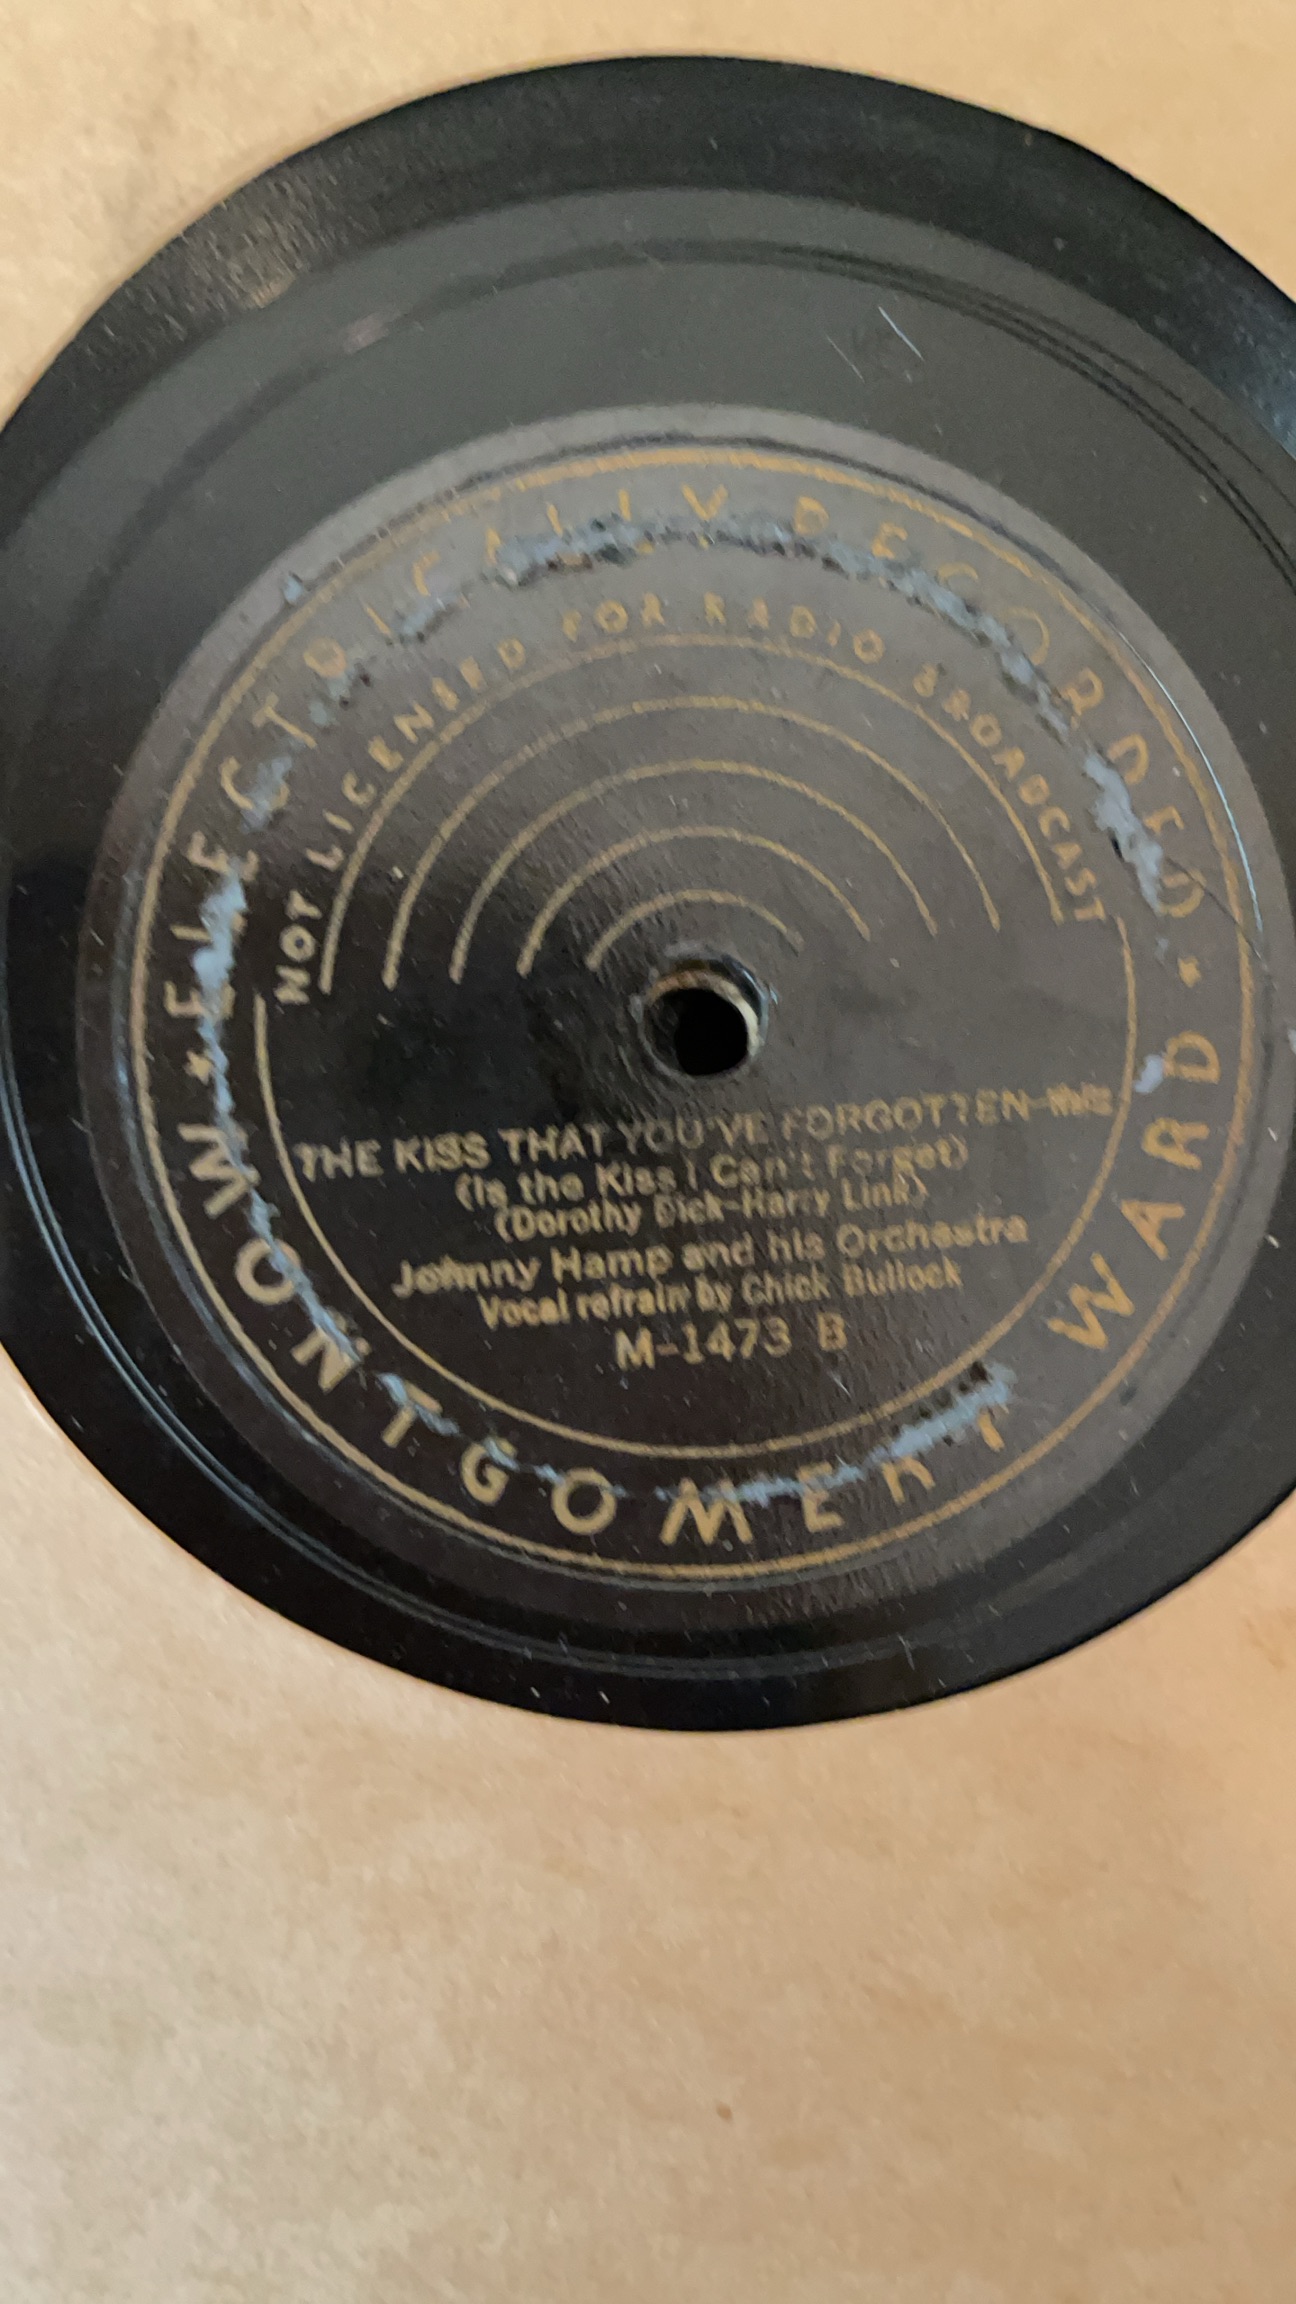 ELECTRICALLY RECORDED
NOT LICENSED FOR RADIO BROADCAST
THE KISS THAT YOU'VE FORGOTTEN-
(Is the Kiss I Can't Forget)
(Dorothy Dick-Harry Link)
Johnny Hamp and his Orchestra
Vocal refrain by Chick Bullock
M-1473 B
* MONTGOMERY WARD *